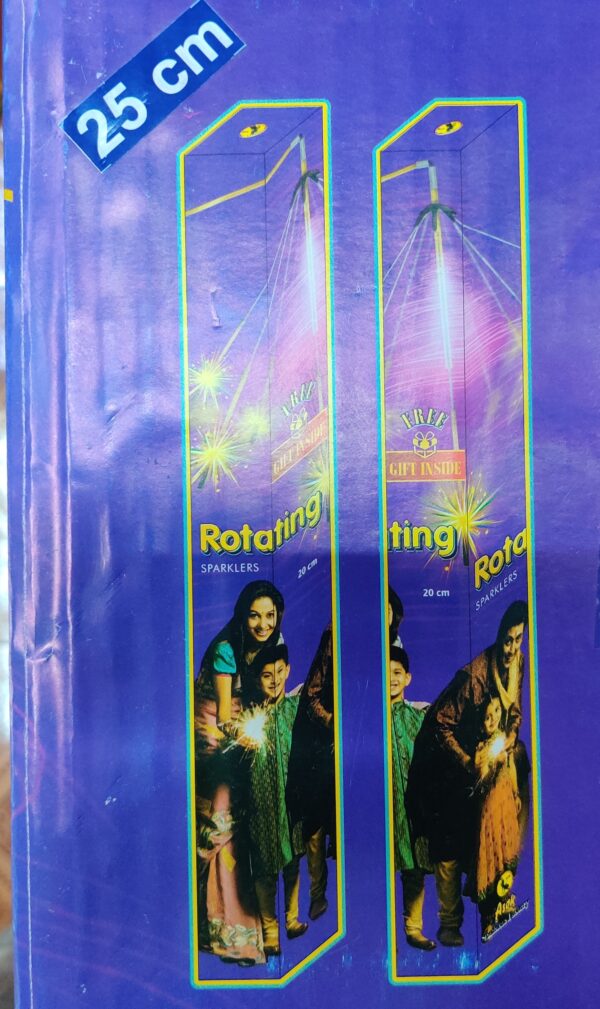 25 cm
FREE
GIFT INSIDE
Rotating
SPARKLERS
20 cm
FREE
GIFT INSIDE
ting
20 cm
Rota
SPARKLERS